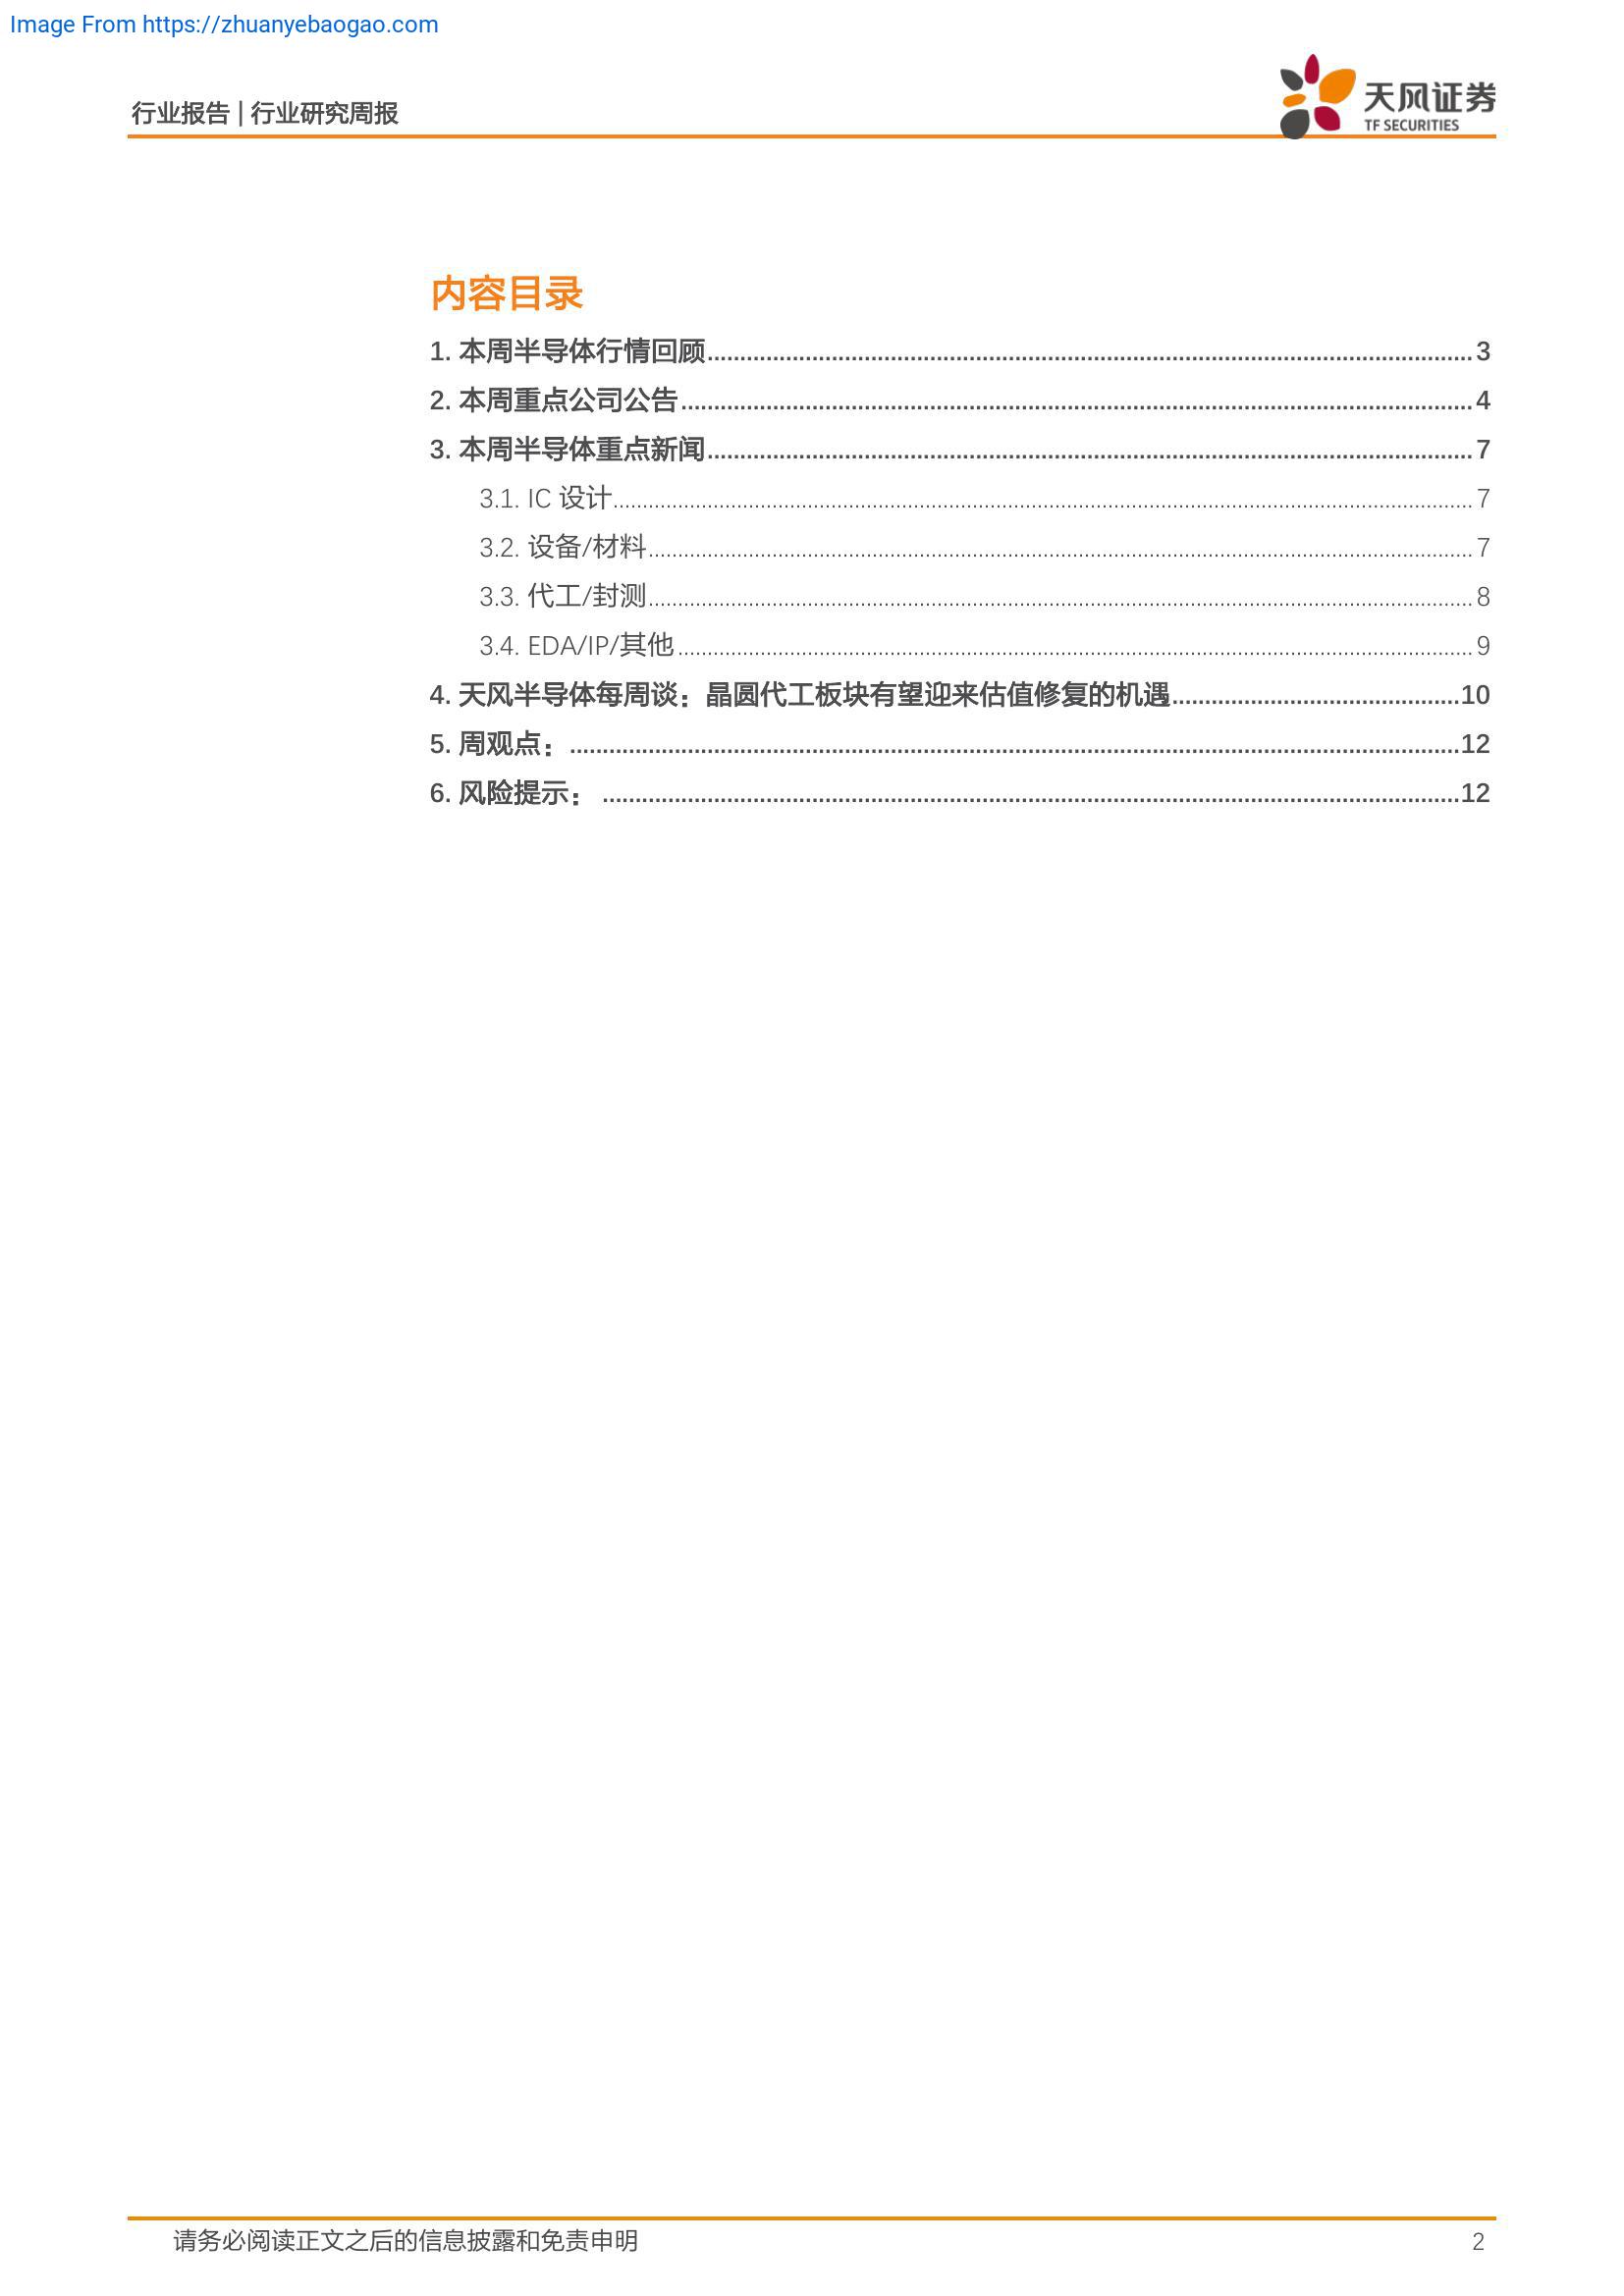 Image From https://zhuanyebaogao.com
行业报告 | 行业研究周报
天风证券
TF SECURITIES
内容目录
1. 本周半导体行情回顾 3
2. 本周重点公司公告 4
3. 本周半导体重点新闻 7
3.1. IC 设计 7
3.2. 设备/材料 7
3.3. 代工/封测 8
3.4. EDA/IP/其他 9
4. 天风半导体每周谈：晶圆代工板块有望迎来估值修复的机遇 10
5. 周观点： 12
6. 风险提示： 12
请务必阅读正文之后的信息披露和免责申明 2